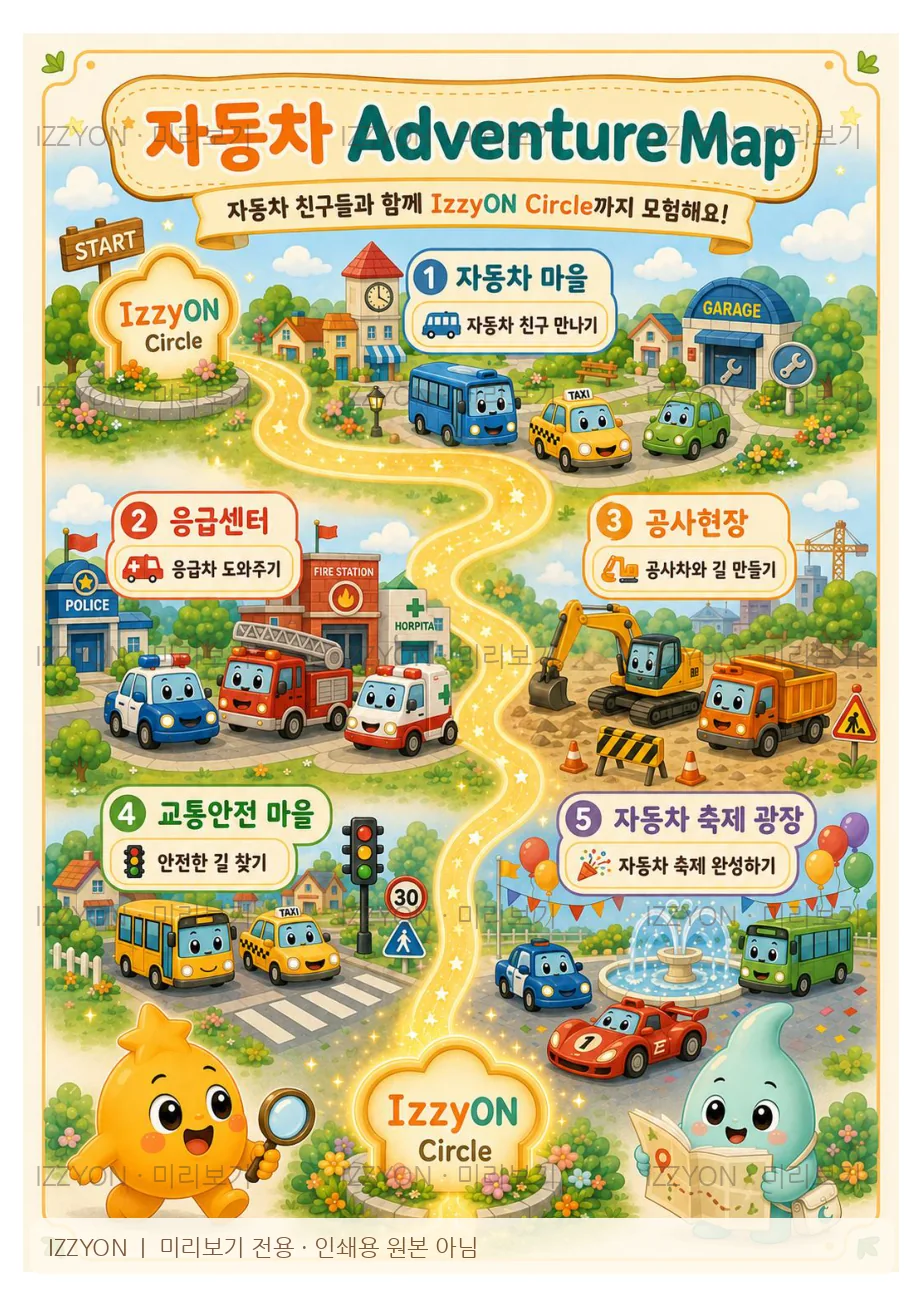 자동차 Adventure Map
자동차 친구들과 함께 IzzyON Circle까지 모험해요!
START
IzzyON
Circle
1 자동차 마을
자동차 친구 만나기
GARAGE
TAXI
2 응급센터
응급차 도와주기
POLICE
FIRE STATION
HORPITA
3 공사현장
공사차와 길 만들기
4 교통안전 마을
안전한 길 찾기
30
TAXI
5 자동차 축제 광장
자동차 축제 완성하기
1
E
IzzyON
Circle
IZZYON · 미리보기
IZZYON | 미리보기 전용 · 인쇄용 원본 아님